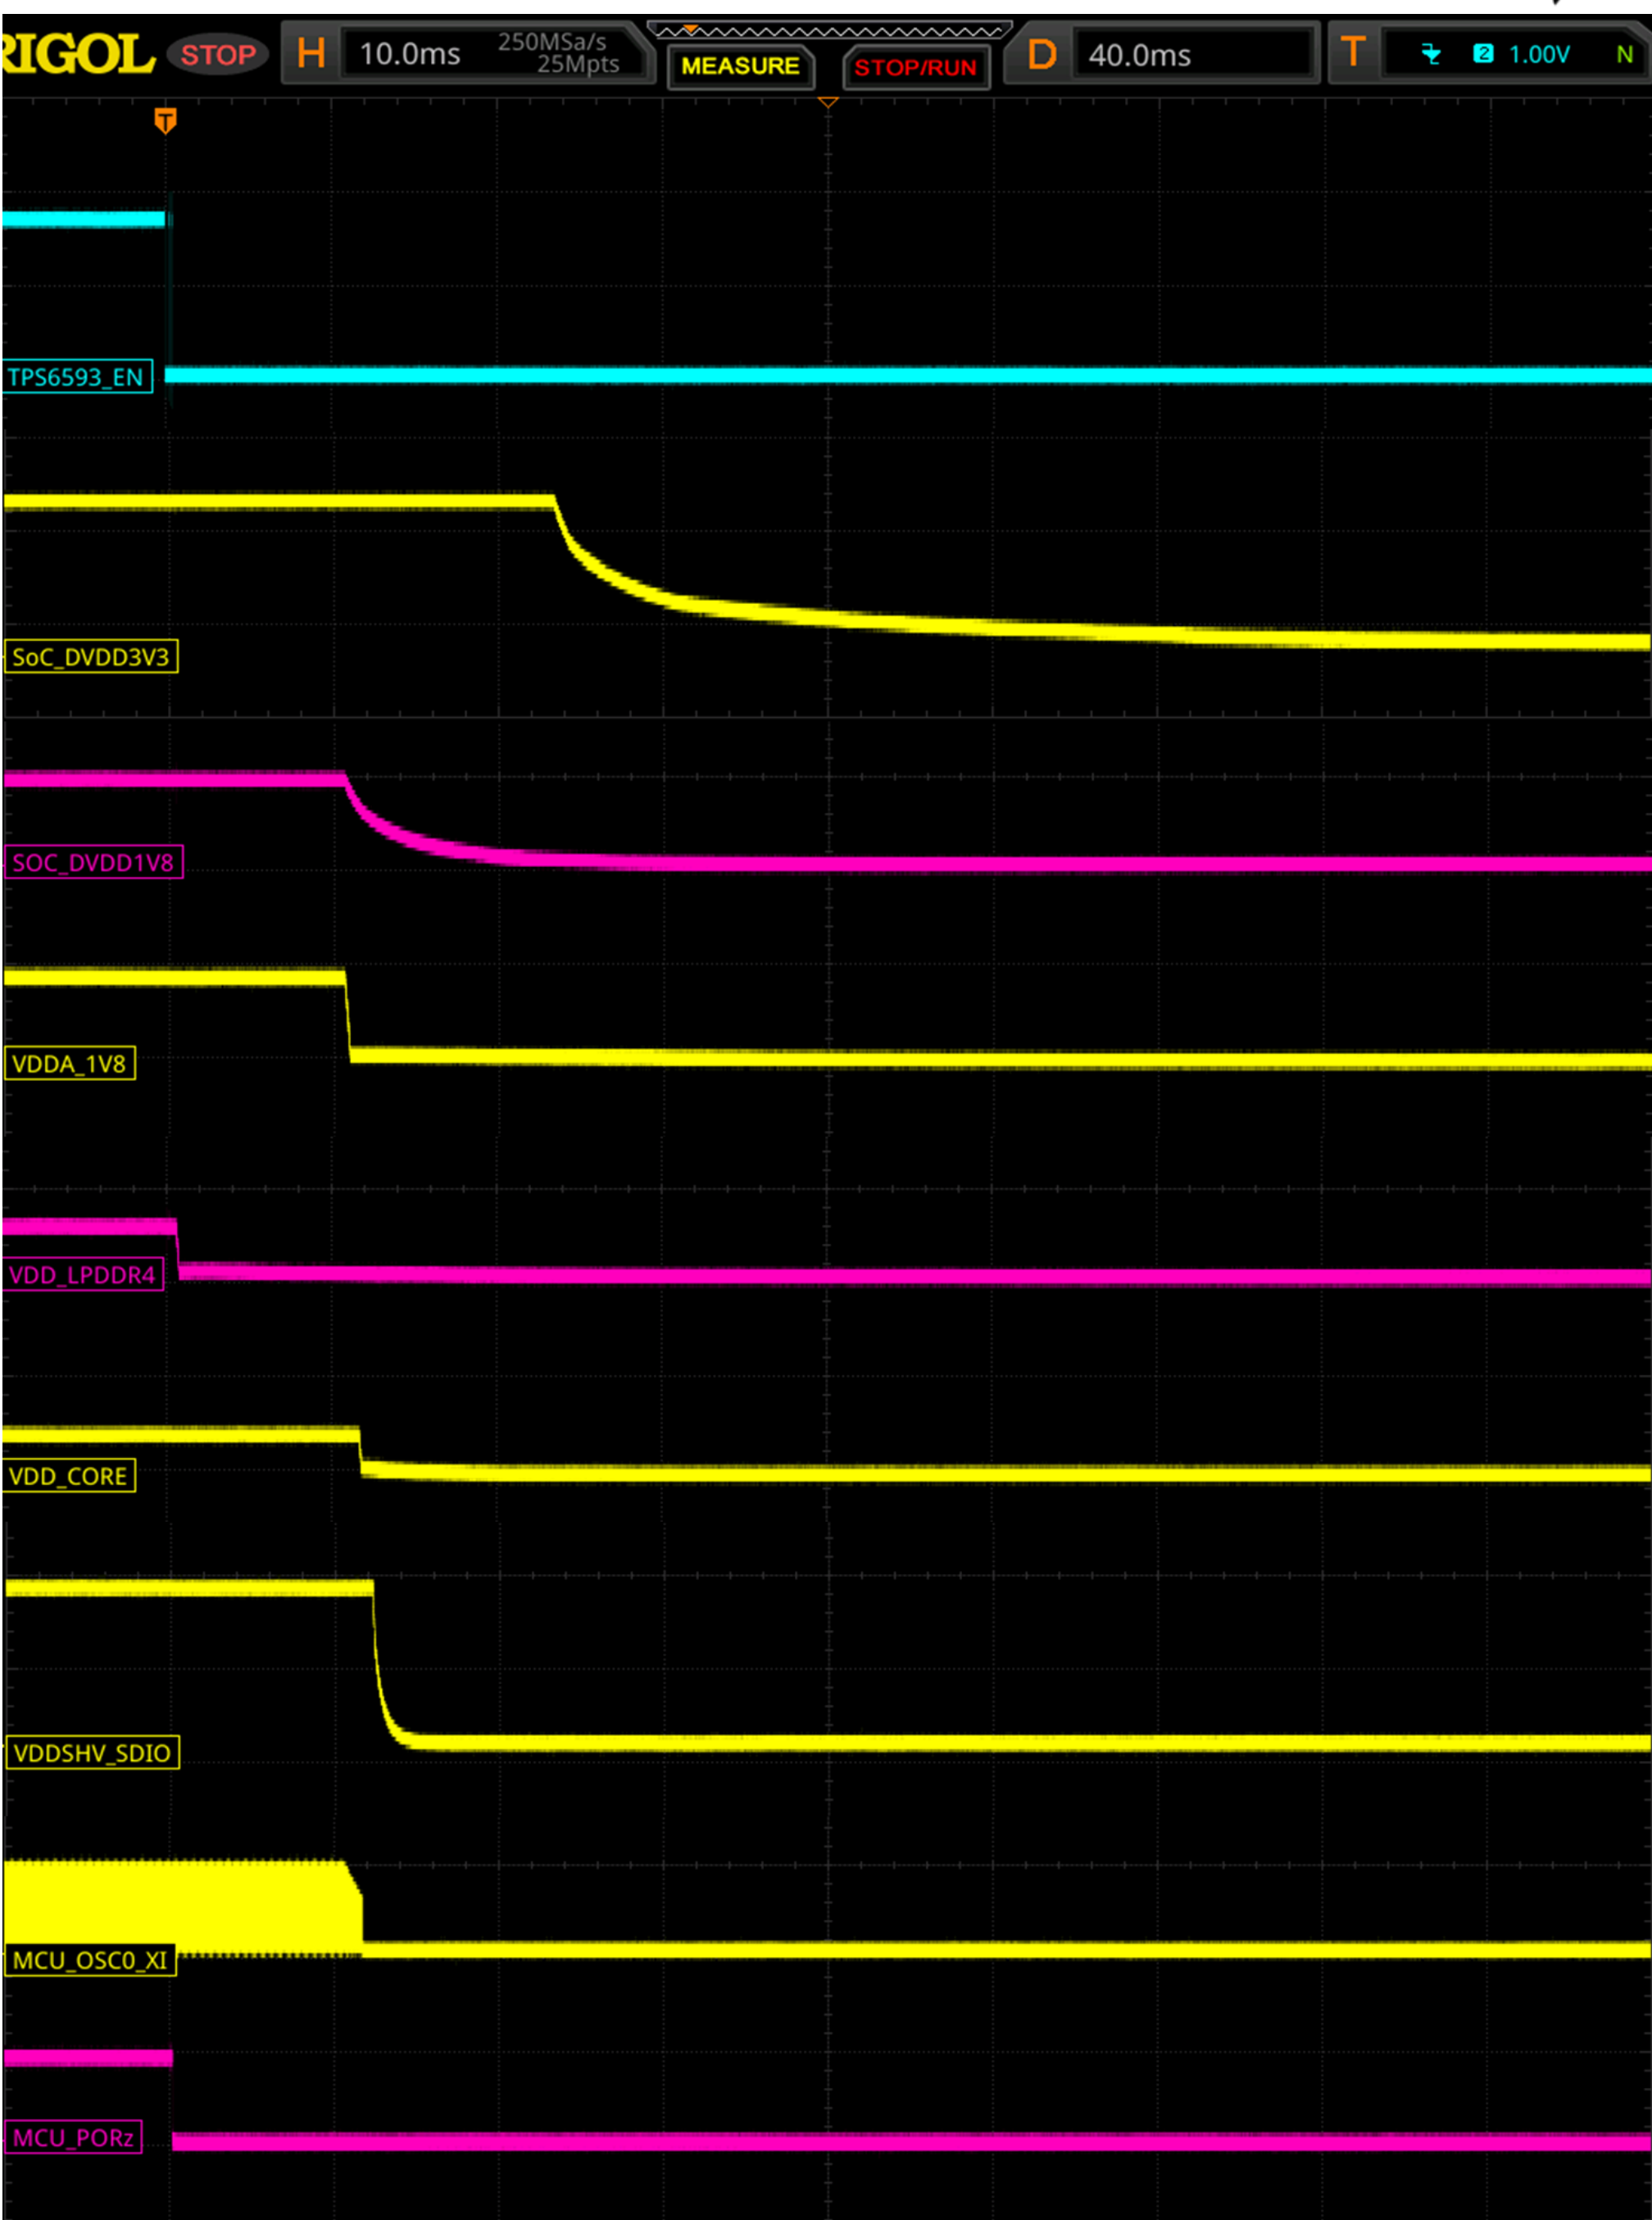 RIGOL STOP H 10.0ms 250MSa/s 25Mpts MEASURE STOP/RUN D 40.0ms T 2 1.00V N
T
TPS6593_EN
SoC_DVDD3V3
SOC_DVDD1V8
VDDA_1V8
VDD_LPDDR4
VDD_CORE
VDDSHV_SDIO
MCU_OSC0_XI
MCU_PORz